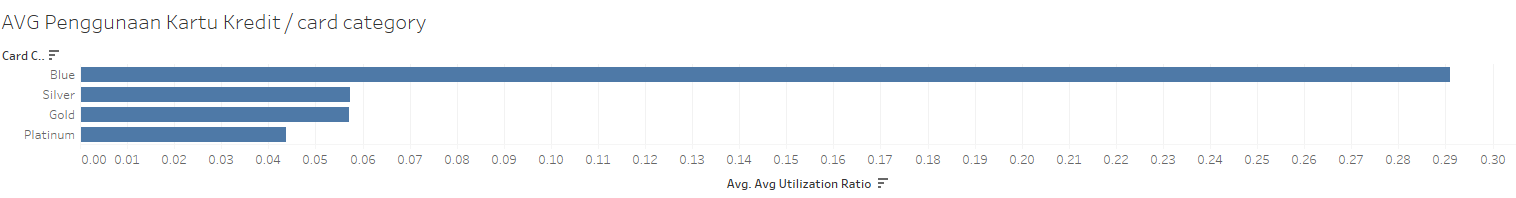 AVG Penggunaan Kartu Kredit / card category
Card C..
Blue
Silver
Gold
Platinum
0.00 0.01 0.02 0.03 0.04 0.05 0.06 0.07 0.08 0.09 0.10 0.11 0.12 0.13 0.14 0.15 0.16 0.17 0.18 0.19 0.20 0.21 0.22 0.23 0.24 0.25 0.26 0.27 0.28 0.29 0.30
Avg. Avg Utilization Ratio